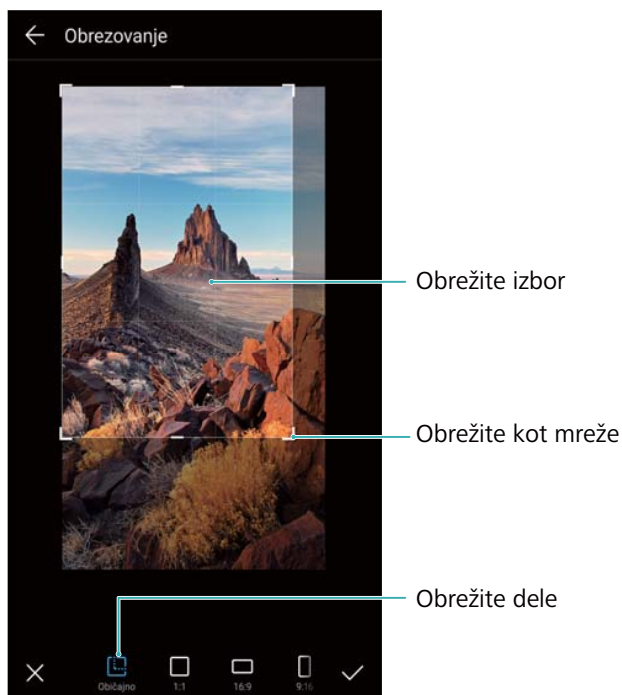 Obrezovanje
Obrežite izbor
Obrežite kot mreže
Obrežite dele
Običajno
1:1
16:9
9:16